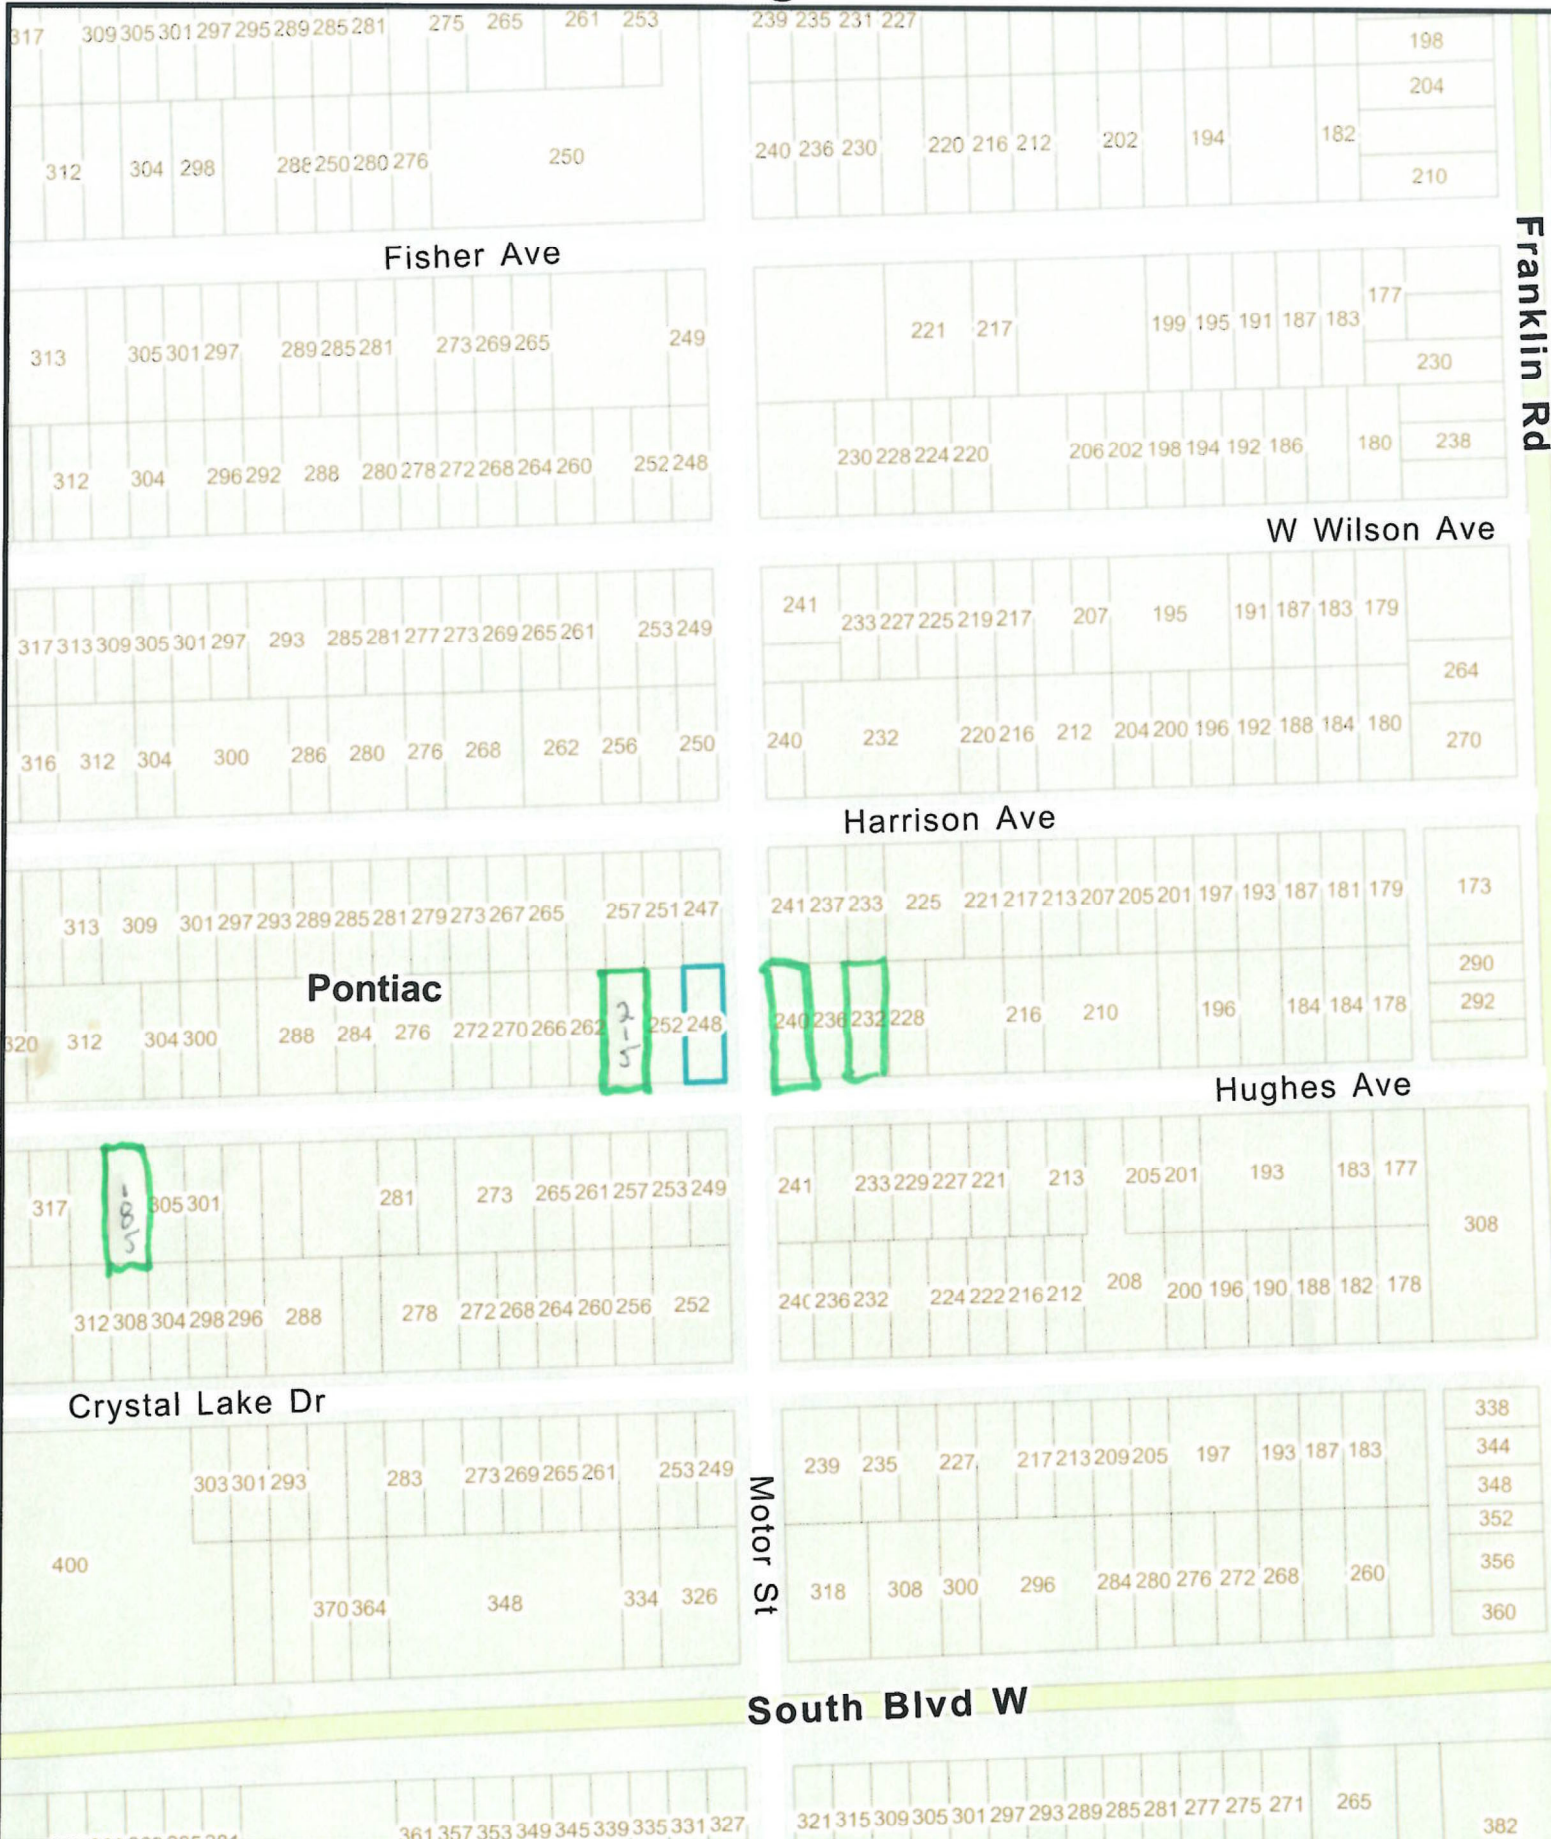 317 309 305 301 297 295 289 285 281 275 265 261 253 239 235 231 227
198
204
312 304 298 288 250 280 276 250 240 236 230 220 216 212 202 194 182
210
Fisher Ave
Franklin Rd
177
313 305 301 297 289 285 281 273 269 265 249 221 217 199 195 191 187 183
230
312 304 296 292 288 280 278 272 268 264 260 252 248 230 228 224 220 206 202 198 194 192 186 180 238
W Wilson Ave
241
317 313 309 305 301 297 293 285 281 277 273 269 265 261 253 249 233 227 225 219 217 207 195 191 187 183 179
264
316 312 304 300 286 280 276 268 262 256 250 240 232 220 216 212 204 200 196 192 188 184 180 270
Harrison Ave
313 309 301 297 293 289 285 281 279 273 267 265 257 251 247 241 237 233 225 221 217 213 207 205 201 197 193 187 181 179 173
Pontiac
290
320 312 304 300 288 284 276 272 270 266 262 215 252 248 240 236 232 228 216 210 196 184 184 178 292
Hughes Ave
317 185 305 301 281 273 265 261 257 253 249 241 233 229 227 221 213 205 201 193 183 177
308
312 308 304 298 296 288 278 272 268 264 260 256 252 240 236 232 224 222 216 212 208 200 196 190 188 182 178
Crystal Lake Dr
338
303 301 293 283 273 269 265 261 253 249 239 235 227 217 213 209 205 197 193 187 183 344
348
352
Motor St
400 356
370 364 348 334 326 318 308 300 296 284 280 276 272 268 260
360
South Blvd W
361 357 353 349 345 339 335 331 327 321 315 309 305 301 297 293 289 285 281 277 275 271 265 382